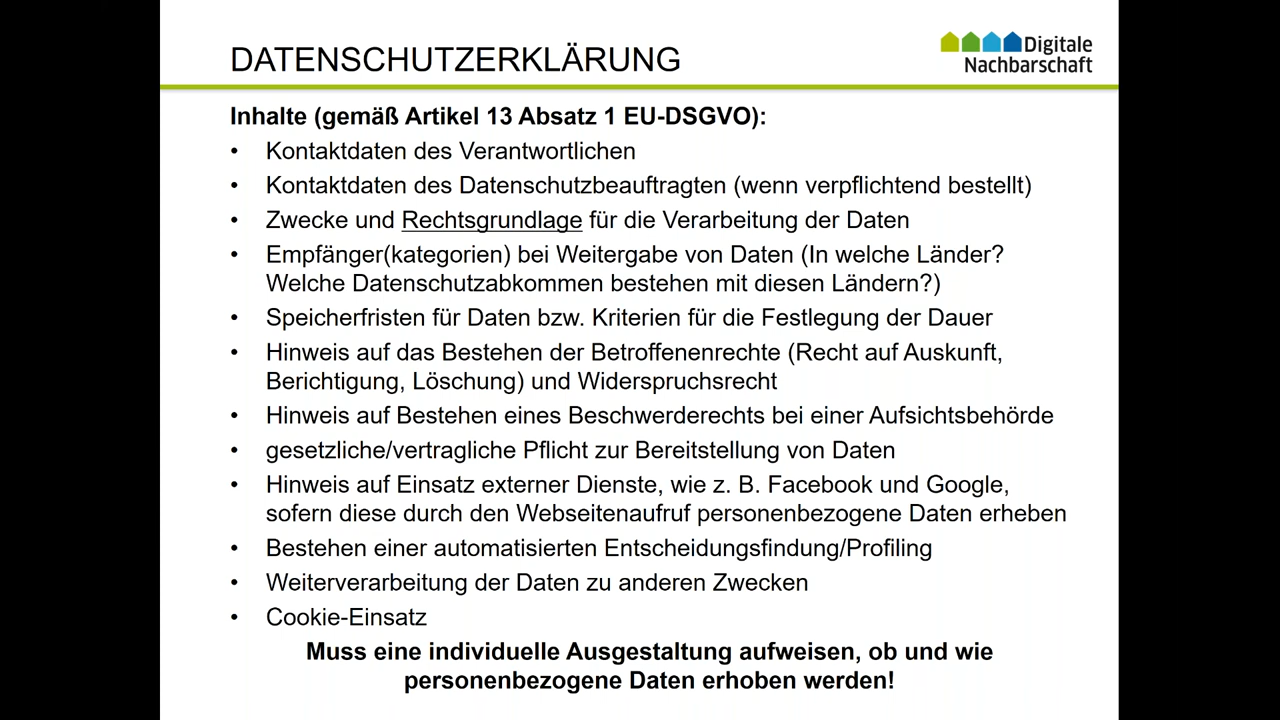 DATENSCHUTZERKLÄRUNG
Digitale
Nachbarschaft
Inhalte (gemäß Artikel 13 Absatz 1 EU-DSGVO):
• Kontaktdaten des Verantwortlichen
• Kontaktdaten des Datenschutzbeauftragten (wenn verpflichtend bestellt)
• Zwecke und Rechtsgrundlage für die Verarbeitung der Daten
• Empfänger(kategorien) bei Weitergabe von Daten (In welche Länder?
Welche Datenschutzabkommen bestehen mit diesen Ländern?)
• Speicherfristen für Daten bzw. Kriterien für die Festlegung der Dauer
• Hinweis auf das Bestehen der Betroffenenrechte (Recht auf Auskunft,
Berichtigung, Löschung) und Widerspruchsrecht
• Hinweis auf Bestehen eines Beschwerderechts bei einer Aufsichtsbehörde
• gesetzliche/vertragliche Pflicht zur Bereitstellung von Daten
• Hinweis auf Einsatz externer Dienste, wie z. B. Facebook und Google,
sofern diese durch den Webseitenaufruf personenbezogene Daten erheben
• Bestehen einer automatisierten Entscheidungsfindung/Profiling
• Weiterverarbeitung der Daten zu anderen Zwecken
• Cookie-Einsatz
Muss eine individuelle Ausgestaltung aufweisen, ob und wie
personenbezogene Daten erhoben werden!